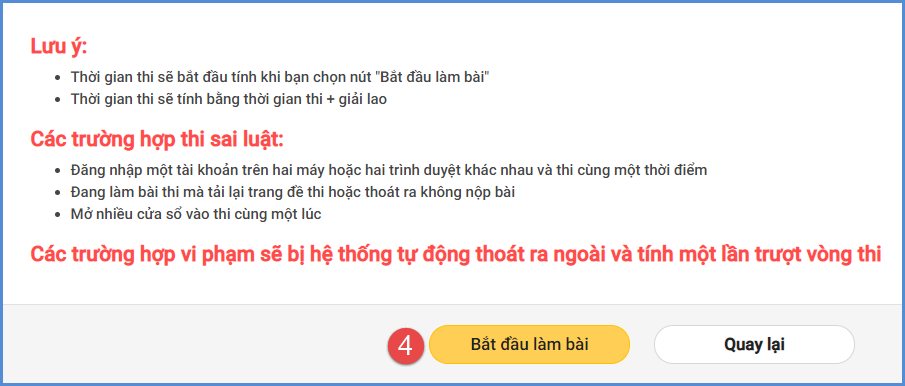 Lưu ý:
Thời gian thi sẽ bắt đầu tính khi bạn chọn nút "Bắt đầu làm bài"
Thời gian thi sẽ tính bằng thời gian thi + giải lao
Các trường hợp thi sai luật:
Đăng nhập một tài khoản trên hai máy hoặc hai trình duyệt khác nhau và thi cùng một thời điểm
Đang làm bài thi mà tải lại trang đề thi hoặc thoát ra không nộp bài
Mở nhiều cửa sổ vào thi cùng một lúc
Các trường hợp vi phạm sẽ bị hệ thống tự động thoát ra ngoài và tính một lần trượt vòng thi
4 Bắt đầu làm bài Quay lại